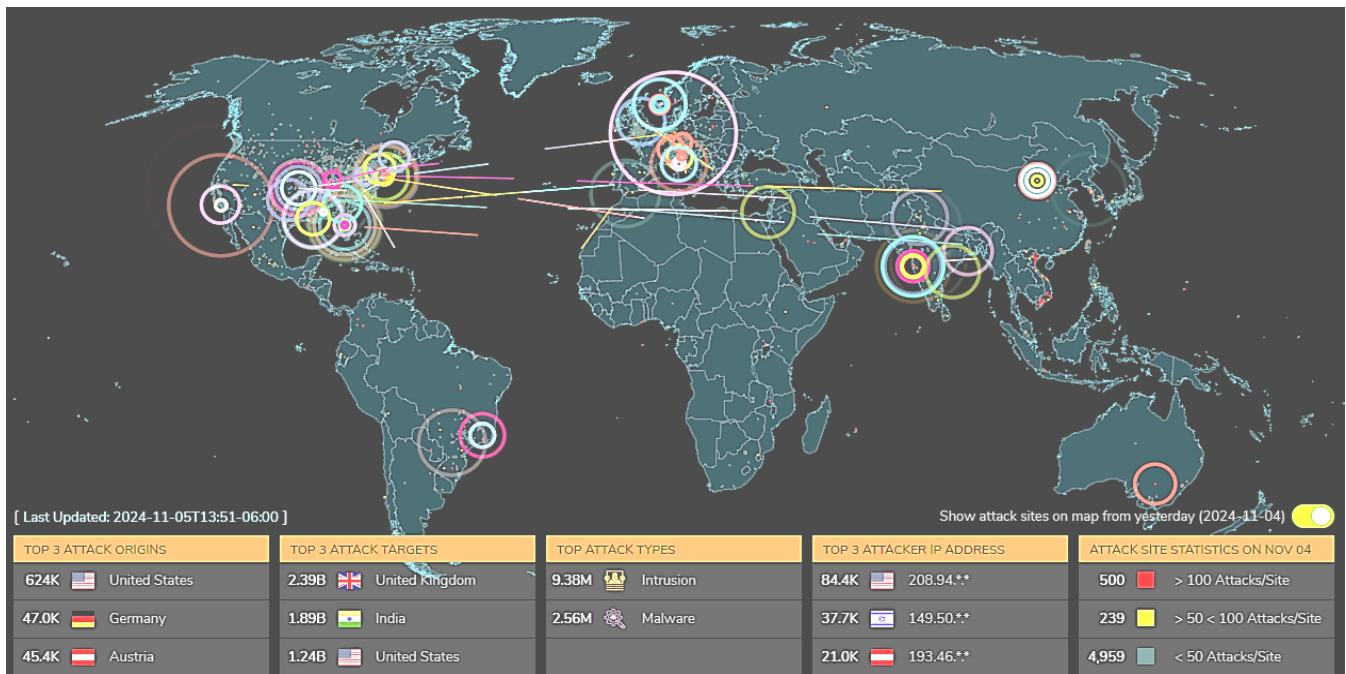 [ Last Updated: 2024-11-05T13:51-06:00 ]
Show attack sites on map from yesterday (2024-11-04)
TOP 3 ATTACK ORIGINS
624K United States
47.0K Germany
45.4K Austria
TOP 3 ATTACK TARGETS
2.39B United Kingdom
1.89B India
1.24B United States
TOP ATTACK TYPES
9.38M Intrusion
2.56M Malware
TOP 3 ATTACKER IP ADDRESS
84.4K 208.94.*.*
37.7K 149.50.*.*
21.0K 193.46.*.*
ATTACK SITE STATISTICS ON NOV 04
500 > 100 Attacks/Site
239 > 50 < 100 Attacks/Site
4,959 < 50 Attacks/Site